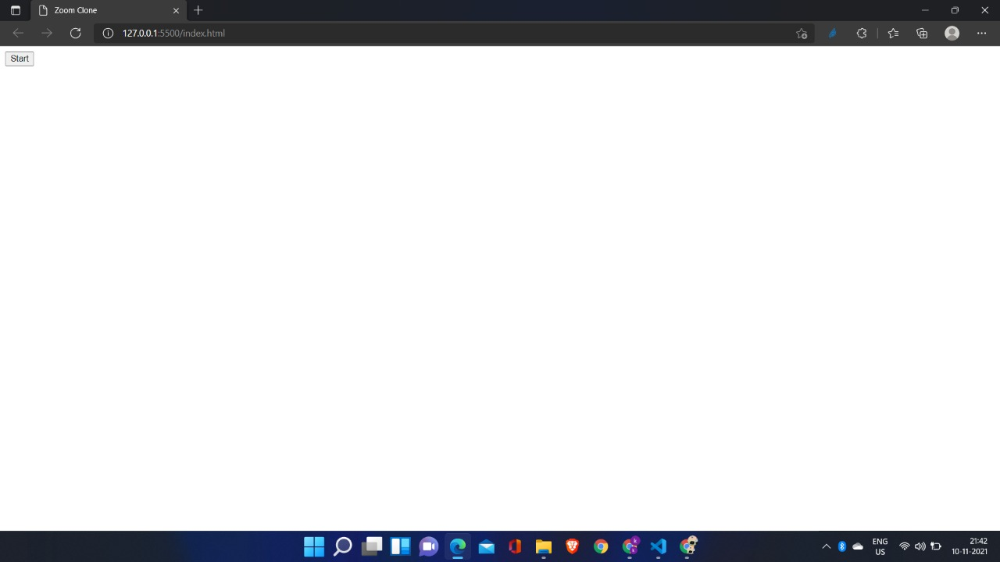 Zoom Clone
127.0.0.1:5500/index.html
Start
ENG
US
21:42
10-11-2021